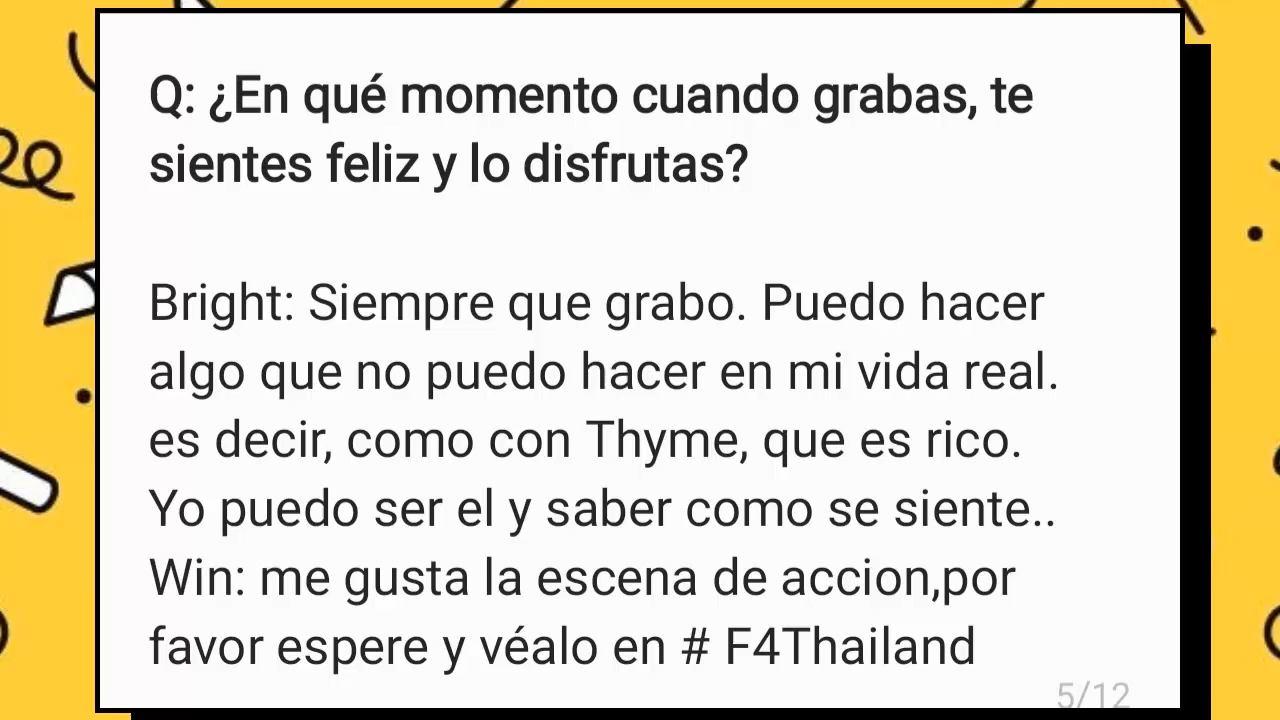 Q: ¿En qué momento cuando grabas, te
sientes feliz y lo disfrutas?
Bright: Siempre que grabo. Puedo hacer
algo que no puedo hacer en mi vida real.
es decir, como con Thyme, que es rico.
Yo puedo ser el y saber como se siente..
Win: me gusta la escena de accion,por
favor espere y véalo en # F4Thailand
5/12